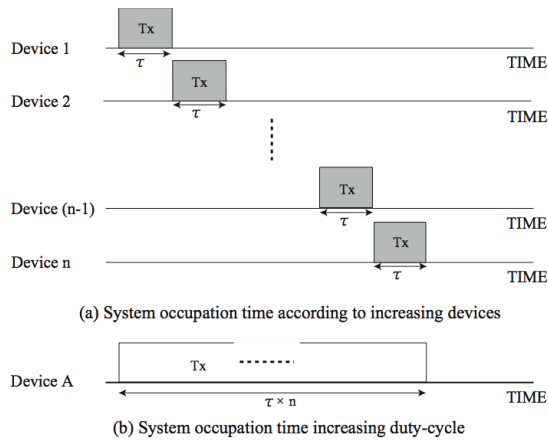 Tx
Device 1
τ
TIME
Tx
Device 2
τ
TIME
Tx
Device (n-1)
τ
TIME
Tx
Device n
τ
TIME
(a) System occupation time according to increasing devices
Tx
Device A
TIME
τ × n
(b) System occupation time increasing duty-cycle